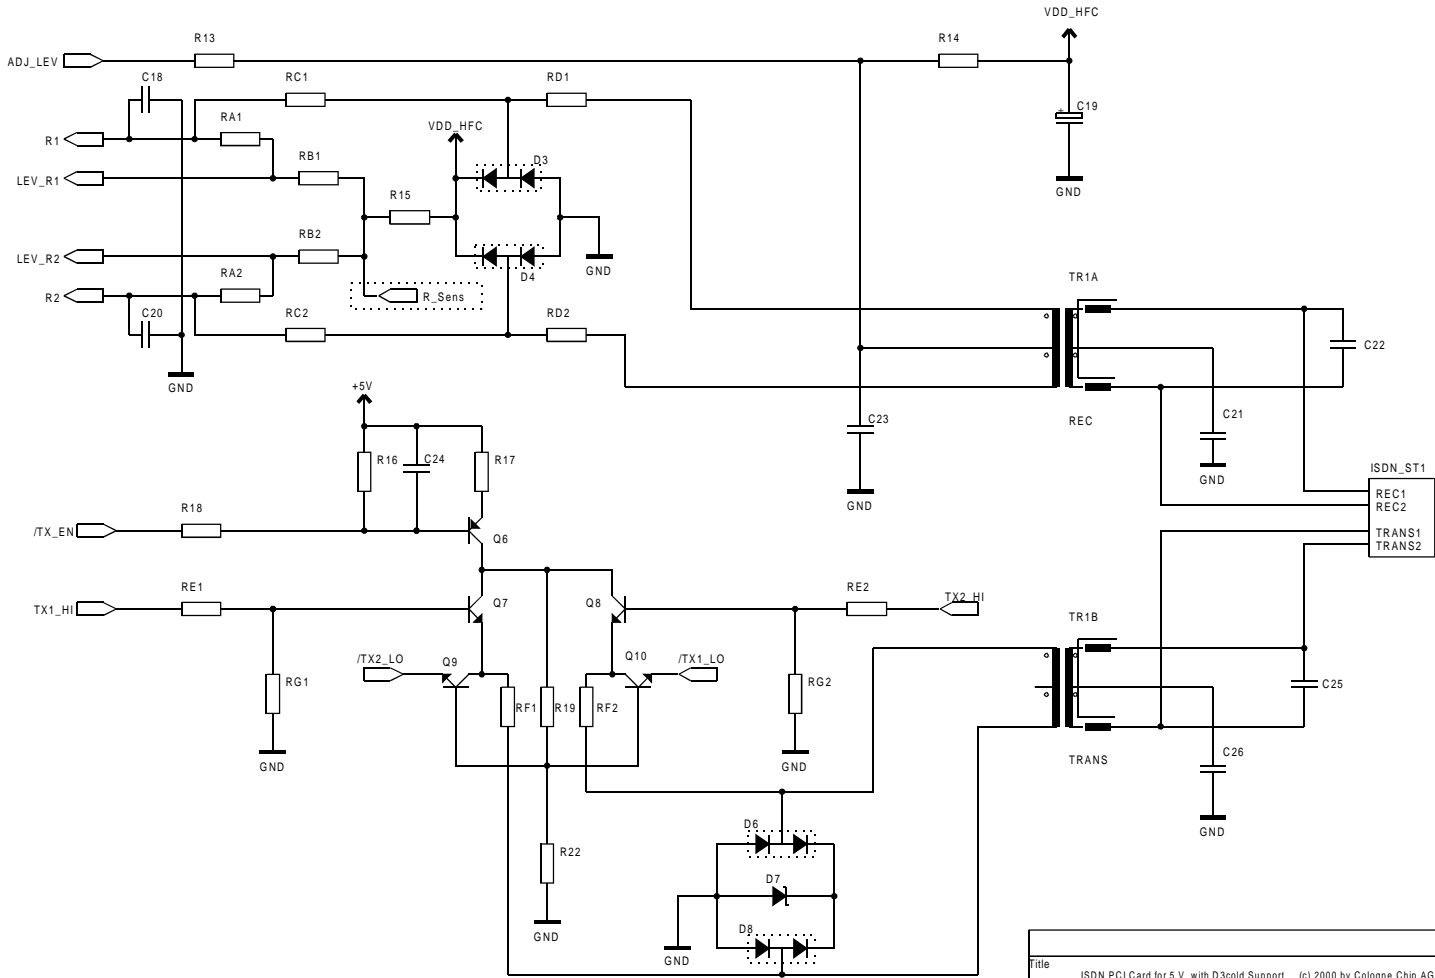 VDD_HFC
R13
R14
ADJ_LEV
C18
RC1
RD1
C19
+
RA1
VDD_HFC
R1
RB1
D3
LEV_R1
R15
GND
RB2
LEV_R2
D4
GND
RA2
TR1A
R2
R_Sens
C20
RC2
RD2
C22
GND
+5V
C23
REC
C21
R16
C24
R17
GND
ISDN_ST1
REC1
REC2
TRANS1
TRANS2
R18
GND
/TX_EN
Q6
RE1
RE2
TX1_HI
Q7
Q8
TX2_HI
TR1B
/TX2_LO
Q9
Q10
/TX1_LO
RG1
RF1
R19
RF2
RG2
C25
GND
GND
TRANS
C26
D6
GND
R22
D7
D8
GND
GND
Title
ISDN PCI Card for 5 V with D3cold Support (c) 2000 by Cologne Chip AG